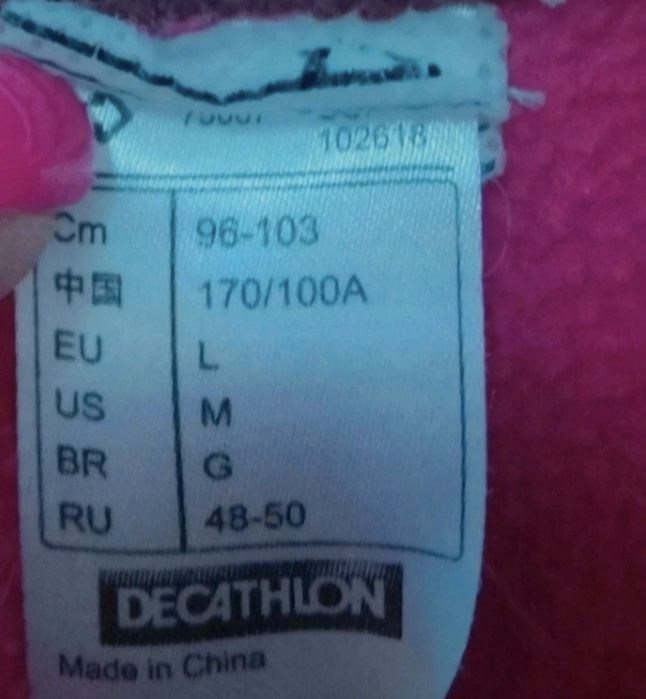 102618
Cm 96-103
中国 170/100A
EU L
US M
BR G
RU 48-50
DECATHLON
Made in China